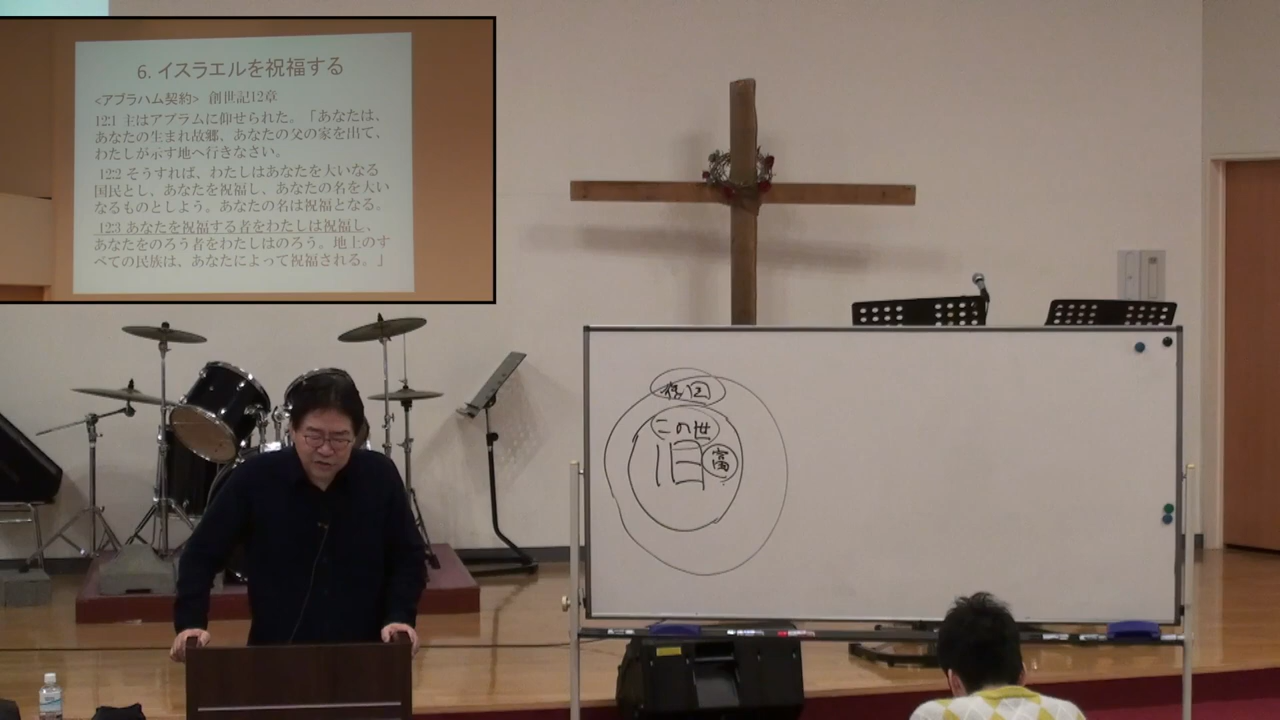 6. イスラエルを祝福する
<アブラハム契約> 創世記12章
12:1 主はアブラムに仰せられた。「あなたは、
あなたの生まれ故郷、あなたの父の家を出て、
わたしが示す地へ行きなさい。
12:2 そうすれば、わたしはあなたを大いなる
国民とし、あなたを祝福し、あなたの名を大い
なるものとしよう。あなたの名は祝福となる。
12:3 あなたを祝福する者をわたしは祝福し、
あなたをのろう者をわたしはのろう。地上のす
べての民族は、あなたによって祝福される。」
この世
旧
富